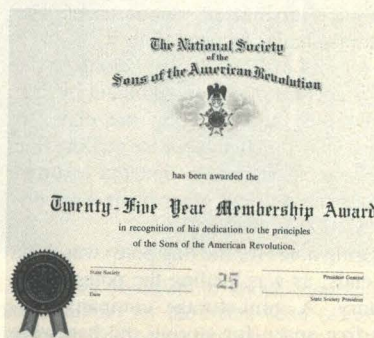 The National Society
of the
Sons of the American Revolution
has been awarded the
Twenty-Five Year Membership Award
in recognition of his dedication to the principles
of the Sons of the American Revolution.
State Society 25 President General
Date State Society President